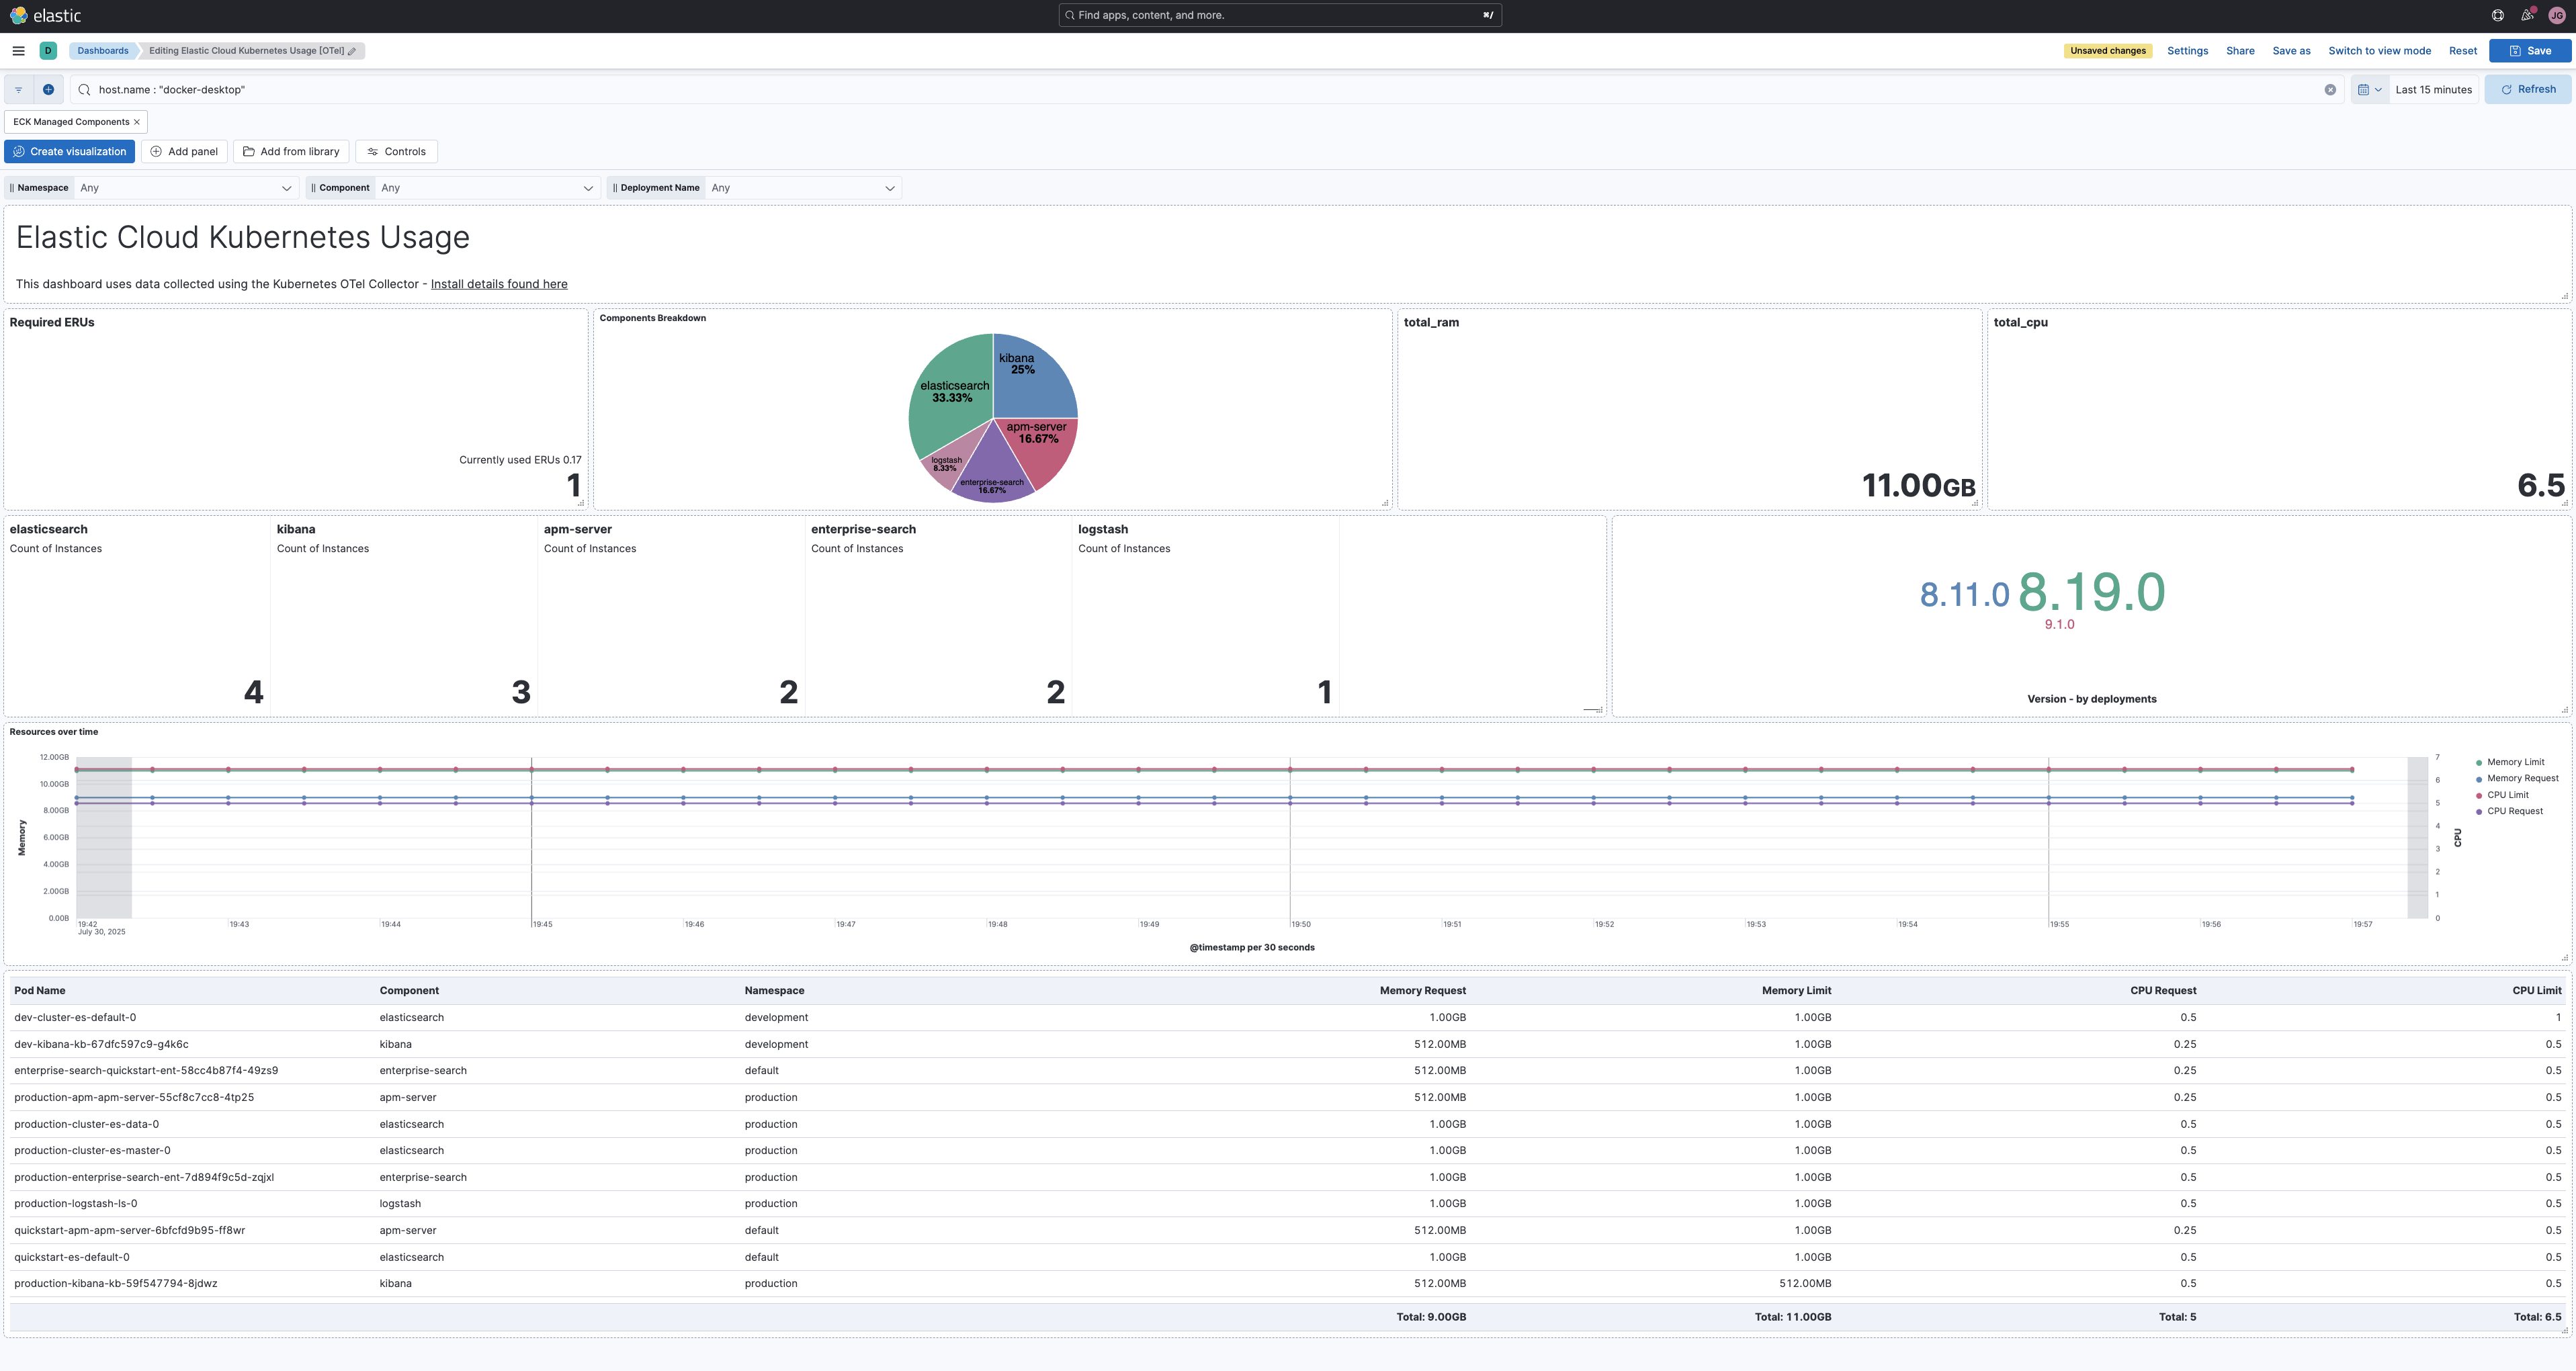 elastic
Find apps, content, and more.
⌘/
JG
D
Dashboards
Editing Elastic Cloud Kubernetes Usage [OTel]
Unsaved changes
Settings
Share
Save as
Switch to view mode
Reset
Save
host.name : "docker-desktop"
Last 15 minutes
Refresh
ECK Managed Components
Create visualization
Add panel
Add from library
Controls
Namespace Any
Component Any
Deployment Name Any
Elastic Cloud Kubernetes Usage
This dashboard uses data collected using the Kubernetes OTel Collector - Install details found here
Required ERUs
Currently used ERUs 0.17
1
Components Breakdown
kibana
25%
elasticsearch
33.33%
apm-server
16.67%
logstash
8.33%
enterprise-search
16.67%
total_ram
11.00GB
total_cpu
6.5
elasticsearch
Count of Instances
4
kibana
Count of Instances
3
apm-server
Count of Instances
2
enterprise-search
Count of Instances
2
logstash
Count of Instances
1
8.11.0 8.19.0
9.1.0
Version - by deployments
Resources over time
Memory
12.00GB
10.00GB
8.00GB
6.00GB
4.00GB
2.00GB
0.00B
7
6
5
4
3
2
1
0
CPU
Memory Limit
Memory Request
CPU Limit
CPU Request
19:42 19:43 19:44 19:45 19:46 19:47 19:48 19:49 19:50 19:51 19:52 19:53 19:54 19:55 19:56 19:57
July 30, 2025
@timestamp per 30 seconds
Pod Name Component Namespace Memory Request Memory Limit CPU Request CPU Limit
dev-cluster-es-default-0 elasticsearch development 1.00GB 1.00GB 0.5 1
dev-kibana-kb-67dfc597c9-g4k6c kibana development 512.00MB 1.00GB 0.25 0.5
enterprise-search-quickstart-ent-58cc4b87f4-49zs9 enterprise-search default 512.00MB 1.00GB 0.25 0.5
production-apm-apm-server-55cf8c7cc8-4tp25 apm-server production 512.00MB 1.00GB 0.25 0.5
production-cluster-es-data-0 elasticsearch production 1.00GB 1.00GB 0.5 0.5
production-cluster-es-master-0 elasticsearch production 1.00GB 1.00GB 0.5 0.5
production-enterprise-search-ent-7d894f9c5d-zqjxl enterprise-search production 1.00GB 1.00GB 0.5 0.5
production-logstash-ls-0 logstash production 1.00GB 1.00GB 0.5 0.5
quickstart-apm-apm-server-6bfcfd9b95-ff8wr apm-server default 512.00MB 1.00GB 0.25 0.5
quickstart-es-default-0 elasticsearch default 1.00GB 1.00GB 0.5 0.5
production-kibana-kb-59f547794-8jdwz kibana production 512.00MB 512.00MB 0.5 0.5
Total: 9.00GB Total: 11.00GB Total: 5 Total: 6.5